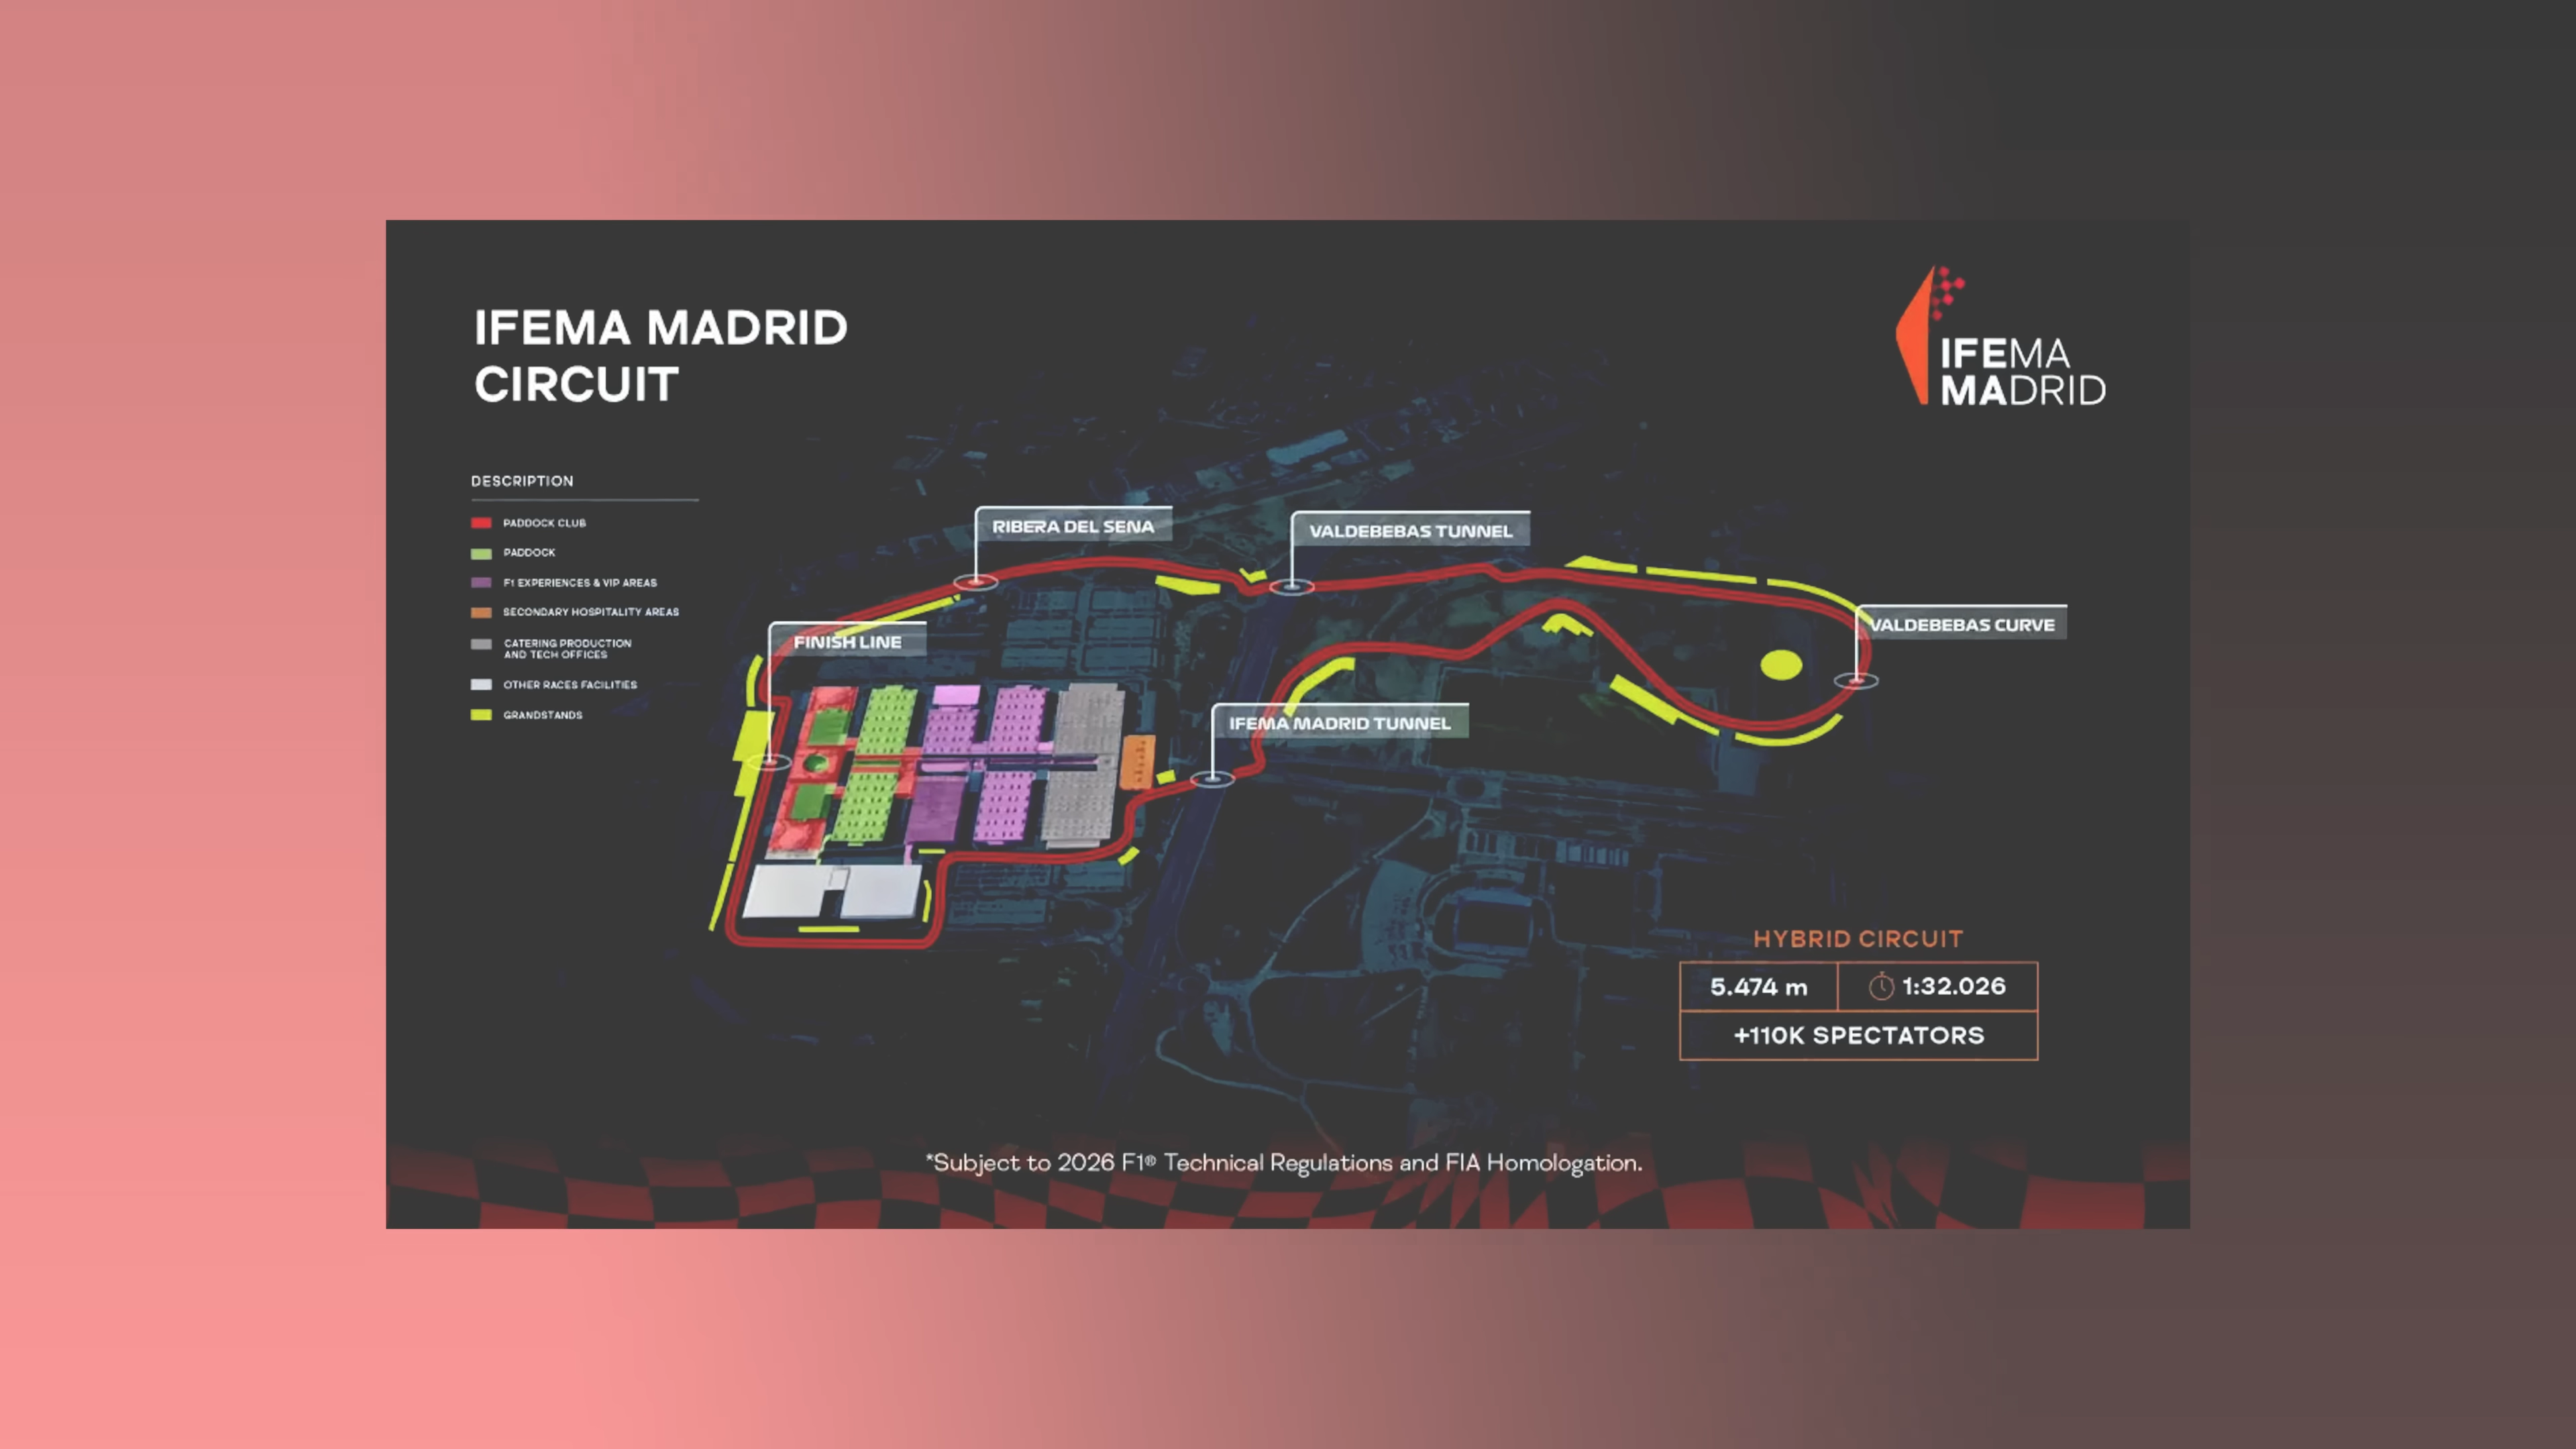 IFEMA MADRID
CIRCUIT
IFEMA
MADRID
DESCRIPTION
PADDOCK CLUB
PADDOCK
F1 EXPERIENCES & VIP AREAS
SECONDARY HOSPITALITY AREAS
CATERING PRODUCTION
AND TECH OFFICES
OTHER RACES FACILITIES
GRANDSTANDS
RIBERA DEL SENA
VALDEBEBAS TUNNEL
FINISH LINE
VALDEBEBAS CURVE
IFEMA MADRID TUNNEL
HYBRID CIRCUIT
5.474 m
1:32.026
+110K SPECTATORS
*Subject to 2026 F1® Technical Regulations and FIA Homologation.